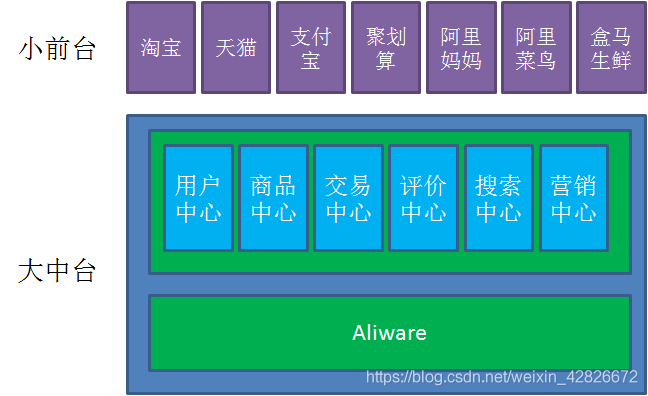 小前台
淘宝
天猫
支付
宝
聚划
算
阿里
妈妈
阿里
菜鸟
盒马
生鲜
大中台
用户
中心
商品
中心
交易
中心
评价
中心
搜索
中心
营销
中心
Aliware
https://blog.csdn.net/weixin_42826672